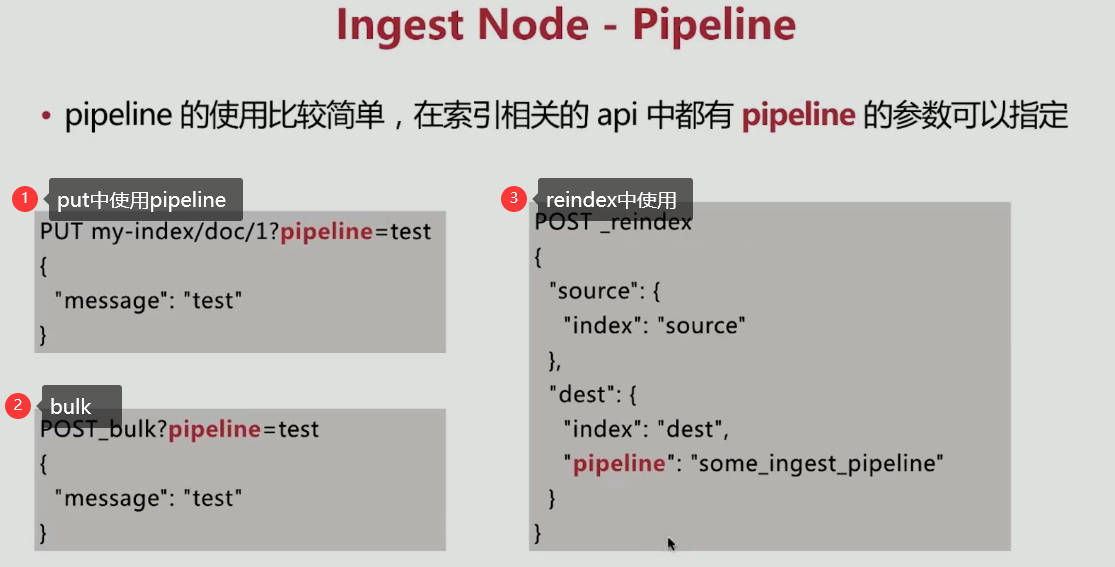 Ingest Node - Pipeline
• pipeline 的使用比较简单，在索引相关的 api 中都有 pipeline 的参数可以指定
1 put中使用pipeline
PUT my-index/doc/1?pipeline=test
{
"message": "test"
}
2 bulk
POST_bulk?pipeline=test
{
"message": "test"
}
3 reindex中使用
POST _reindex
{
"source": {
"index": "source"
},
"dest": {
"index": "dest",
"pipeline": "some_ingest_pipeline"
}
}